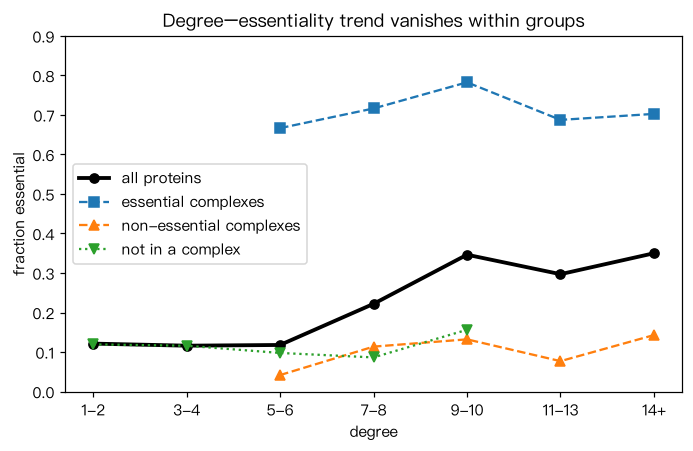 Degree—essentiality trend vanishes within groups
0.9
0.8
0.7
0.6
0.5
0.4
0.3
0.2
0.1
0.0
fraction essential
all proteins
essential complexes
non−essential complexes
not in a complex
1–2
3–4
5–6
7–8
9–10
11–13
14+
degree